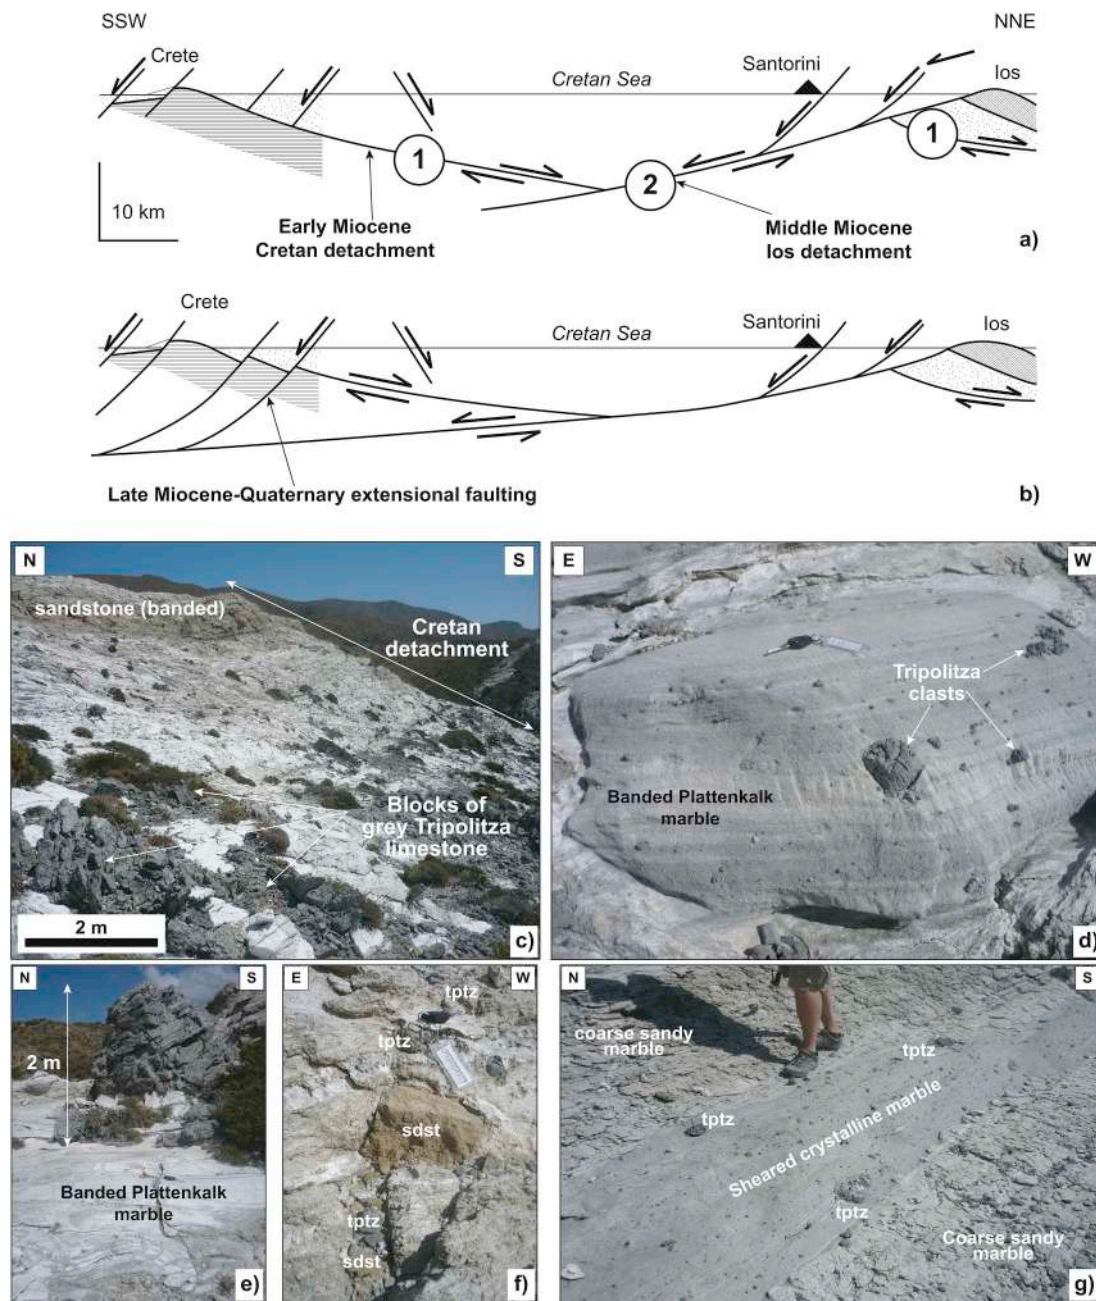 SSW
NNE
Crete
Cretan Sea
Santorini
Ios
1
1
2
10 km
Early Miocene
Cretan detachment
Middle Miocene
Ios detachment
a)
Crete
Cretan Sea
Santorini
Ios
Late Miocene-Quaternary extensional faulting
b)
N
S
sandstone (banded)
Cretan
detachment
Blocks of
grey Tripolitza
limestone
2 m
c)
E
W
Tripolitza
clasts
Banded Plattenkalk
marble
d)
N
S
2 m
Banded Plattenkalk
marble
e)
E
W
tptz
tptz
sdst
tptz
sdst
f)
N
S
coarse sandy
marble
tptz
tptz
Sheared crystalline marble
tptz
Coarse sandy
marble
g)